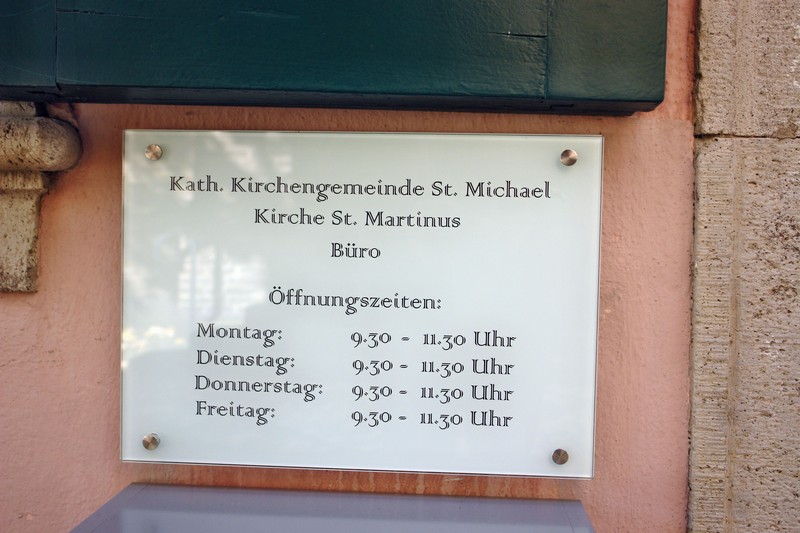 Kath. Kirchengemeinde St. Michael
Kirche St. Martinus
Büro
Öffnungszeiten:
Montag: 9.30 - 11.30 Uhr
Dienstag: 9.30 - 11.30 Uhr
Donnerstag: 9.30 - 11.30 Uhr
Freitag: 9.30 - 11.30 Uhr